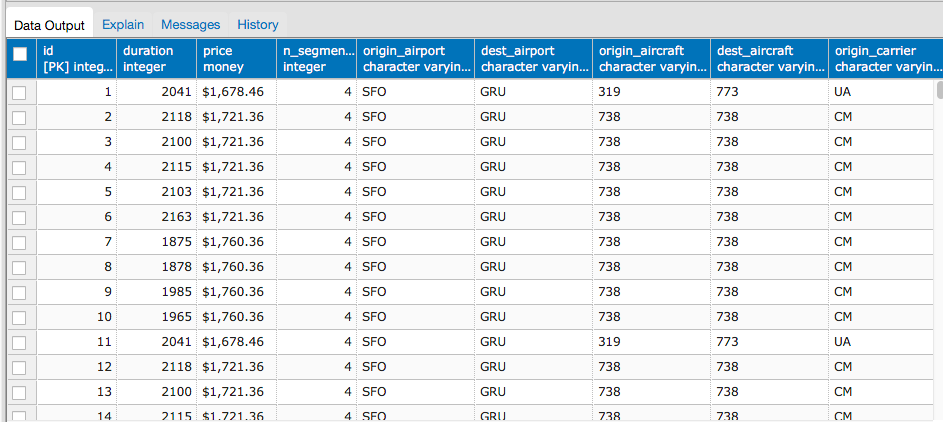 Data Output Explain Messages History
id duration price n_segmen... origin_airport dest_airport origin_aircraft dest_aircraft origin_carrier
[PK] integ... integer money integer character varyin... character varyin... character varyin... character varyin... character varyin...
1 2041 $1,678.46 4 SFO GRU 319 773 UA
2 2118 $1,721.36 4 SFO GRU 738 738 CM
3 2100 $1,721.36 4 SFO GRU 738 738 CM
4 2115 $1,721.36 4 SFO GRU 738 738 CM
5 2103 $1,721.36 4 SFO GRU 738 738 CM
6 2163 $1,721.36 4 SFO GRU 738 738 CM
7 1875 $1,760.36 4 SFO GRU 738 738 CM
8 1878 $1,760.36 4 SFO GRU 738 738 CM
9 1985 $1,760.36 4 SFO GRU 738 738 CM
10 1965 $1,760.36 4 SFO GRU 738 738 CM
11 2041 $1,678.46 4 SFO GRU 319 773 UA
12 2118 $1,721.36 4 SFO GRU 738 738 CM
13 2100 $1,721.36 4 SFO GRU 738 738 CM
14 2115 $1,721.36 4 SFO GRU 738 738 CM